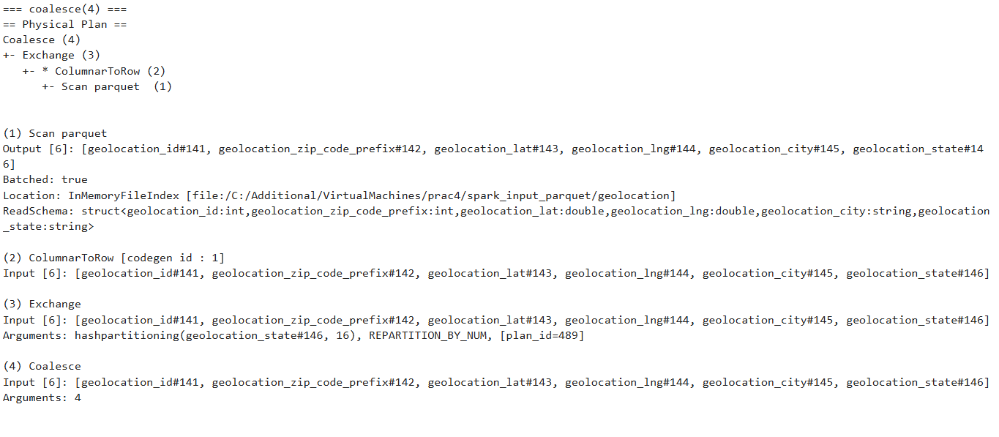 === coalesce(4) ===
== Physical Plan ==
Coalesce (4)
+- Exchange (3)
   +- * ColumnarToRow (2)
      +- Scan parquet  (1)
(1) Scan parquet
Output [6]: [geolocation_id#141, geolocation_zip_code_prefix#142, geolocation_lat#143, geolocation_lng#144, geolocation_city#145, geolocation_state#14
6]
Batched: true
Location: InMemoryFileIndex [file:/C:/Additional/VirtualMachines/prac4/spark_input_parquet/geolocation]
ReadSchema: struct<geolocation_id:int,geolocation_zip_code_prefix:int,geolocation_lat:double,geolocation_lng:double,geolocation_city:string,geolocation
_state:string>
(2) ColumnarToRow [codegen id : 1]
Input [6]: [geolocation_id#141, geolocation_zip_code_prefix#142, geolocation_lat#143, geolocation_lng#144, geolocation_city#145, geolocation_state#146]
(3) Exchange
Input [6]: [geolocation_id#141, geolocation_zip_code_prefix#142, geolocation_lat#143, geolocation_lng#144, geolocation_city#145, geolocation_state#146]
Arguments: hashpartitioning(geolocation_state#146, 16), REPARTITION_BY_NUM, [plan_id=489]
(4) Coalesce
Input [6]: [geolocation_id#141, geolocation_zip_code_prefix#142, geolocation_lat#143, geolocation_lng#144, geolocation_city#145, geolocation_state#146]
Arguments: 4